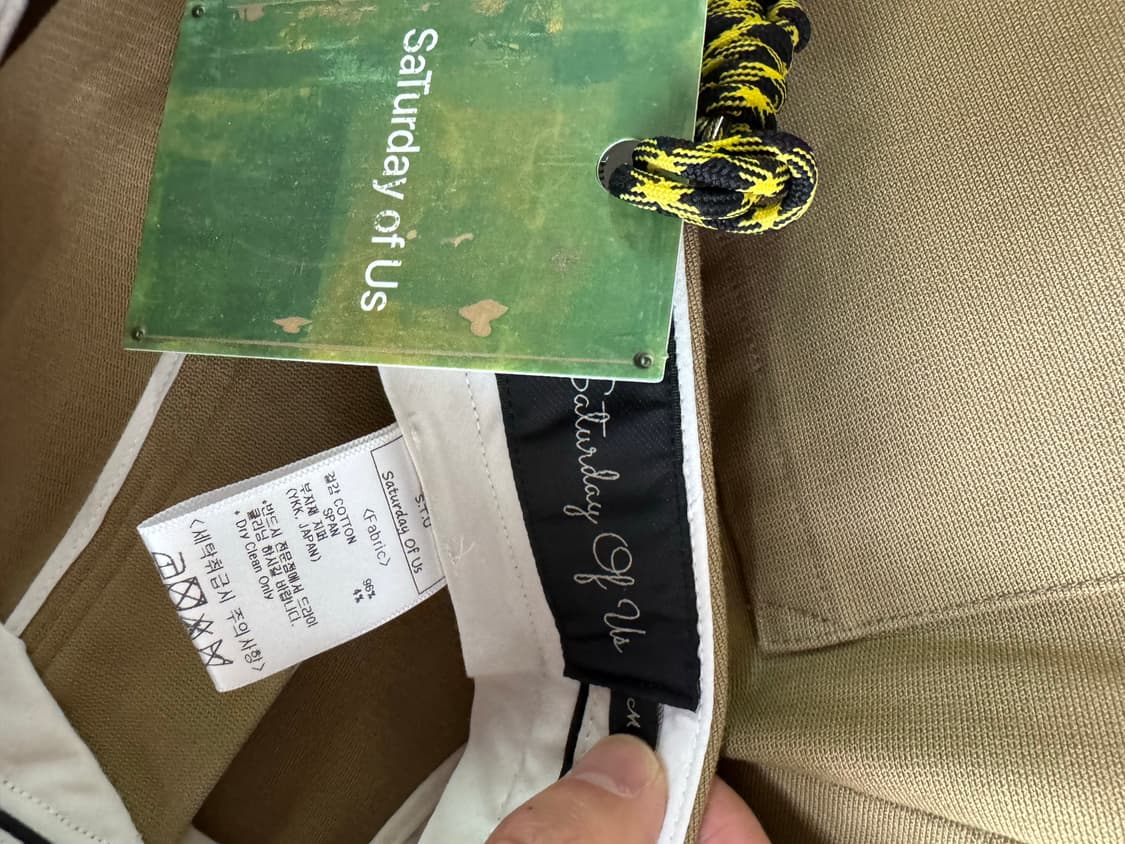 SaTurday of Us
Saturday Of Us
M
S.T.U
Saturday Of Us
<Fabric>
겉감 COTTON 96%
SPAN 4%
부자재 지퍼
(YKK, JAPAN)
*반드시 전문점에서 드라이
클리닝 하시길 바랍니다.
* Dry Clean Only
<세탁취급시 주의사항>